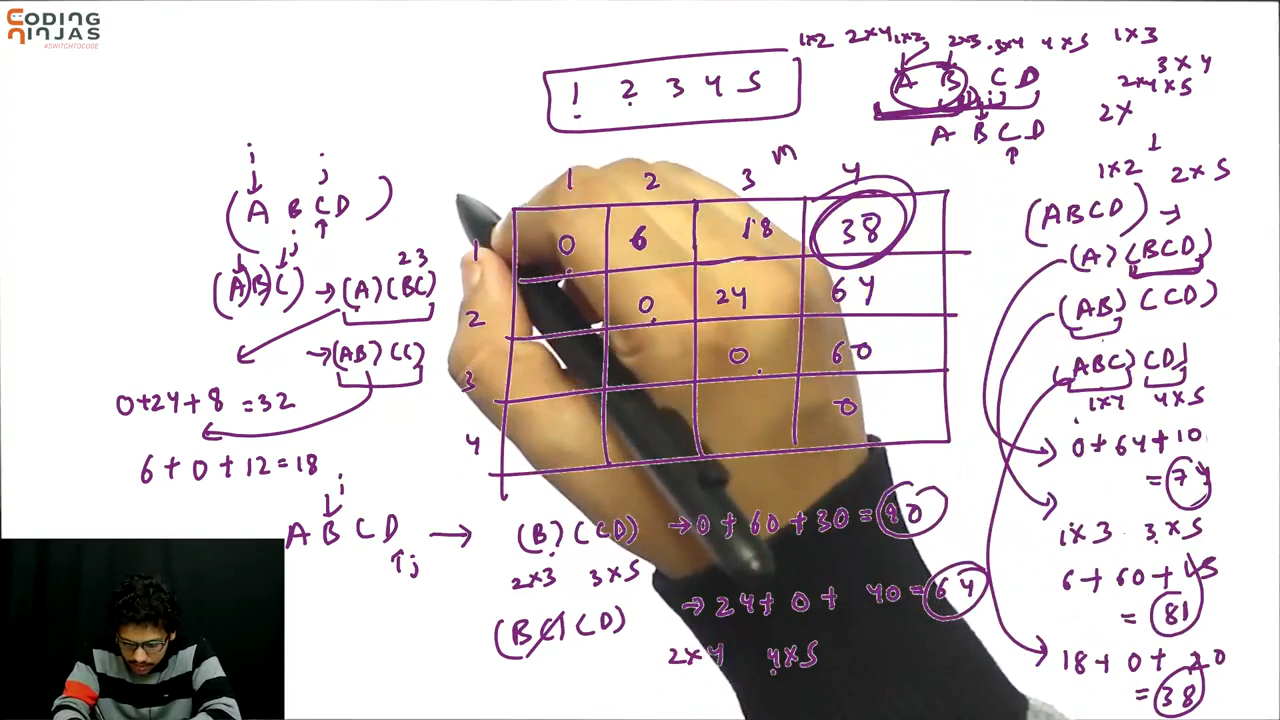 CODING NINJAS
#SWITCHTOCODE
1 2 3 4 5
1x2 2x4 1x2 2x3 . 3x4 4x5 1x3
A B C D
3x4
2x4x5
2x
A B C D
1x2 2x5
i j
(A B C D)
j
(A)B)C) → (A)(BC) 23
→(AB)(C)
0+24+8 =32
6+0+12=18
m
1 2 3 4
1 0 6 18 38
2 0 24 64
3 0 60
4 0
(ABCD) →
(A)(BCD)
(AB)(CD)
(ABC)(D)
1x4 4x5
0+64+10
= 74
1x3 3x5
6+60+15
= 81
18+0+20
= 38
i
A B C D →
j
(B)(CD) →0+60+30=80
2x3 3x5
(BC)(D) →24+0+40=64
2x4 4x5